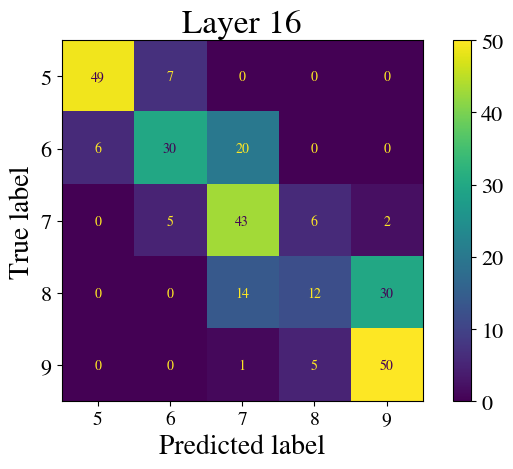 Layer 16
True label
5 49 7 0 0 0
6 6 30 20 0 0
7 0 5 43 6 2
8 0 0 14 12 30
9 0 0 1 5 50
5 6 7 8 9
Predicted label
50
40
30
20
10
0